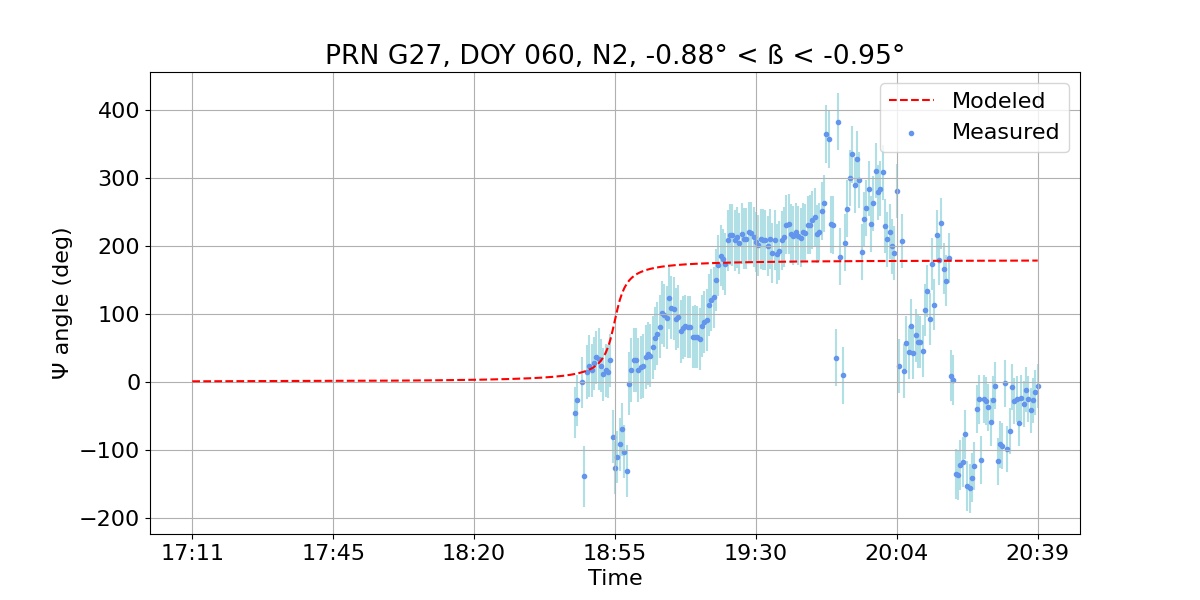 PRN G27, DOY 060, N2, -0.88° < ß < -0.95°
Ψ angle (deg)
400
300
200
100
0
−100
−200
Modeled
Measured
17:11 17:45 18:20 18:55 19:30 20:04 20:39
Time